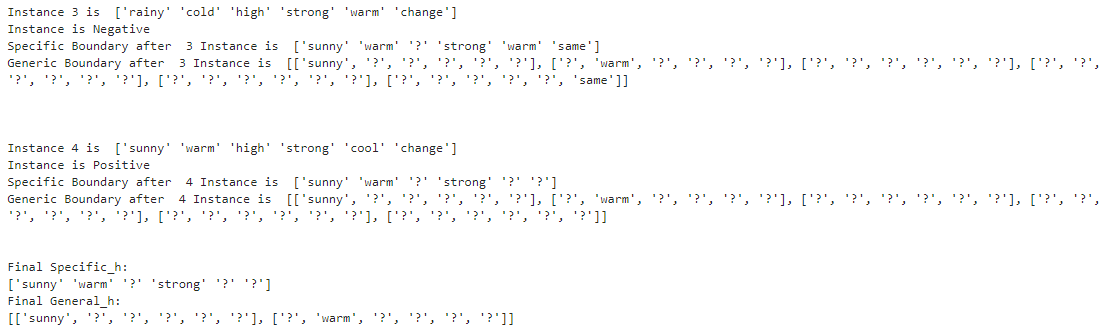 Instance 3 is  ['rainy' 'cold' 'high' 'strong' 'warm' 'change']
Instance is Negative
Specific Boundary after  3 Instance is  ['sunny' 'warm' '?' 'strong' 'warm' 'same']
Generic Boundary after  3 Instance is  [['sunny', '?', '?', '?', '?', '?'], ['?', 'warm', '?', '?', '?', '?'], ['?', '?', '?', '?', '?', '?'], ['?', '?',
'?', '?', '?', '?'], ['?', '?', '?', '?', '?', '?'], ['?', '?', '?', '?', '?', 'same']]
Instance 4 is  ['sunny' 'warm' 'high' 'strong' 'cool' 'change']
Instance is Positive
Specific Boundary after  4 Instance is  ['sunny' 'warm' '?' 'strong' '?' '?']
Generic Boundary after  4 Instance is  [['sunny', '?', '?', '?', '?', '?'], ['?', 'warm', '?', '?', '?', '?'], ['?', '?', '?', '?', '?', '?'], ['?', '?',
'?', '?', '?', '?'], ['?', '?', '?', '?', '?', '?'], ['?', '?', '?', '?', '?', '?']]
Final Specific_h:
['sunny' 'warm' '?' 'strong' '?' '?']
Final General_h:
[['sunny', '?', '?', '?', '?', '?'], ['?', 'warm', '?', '?', '?', '?']]